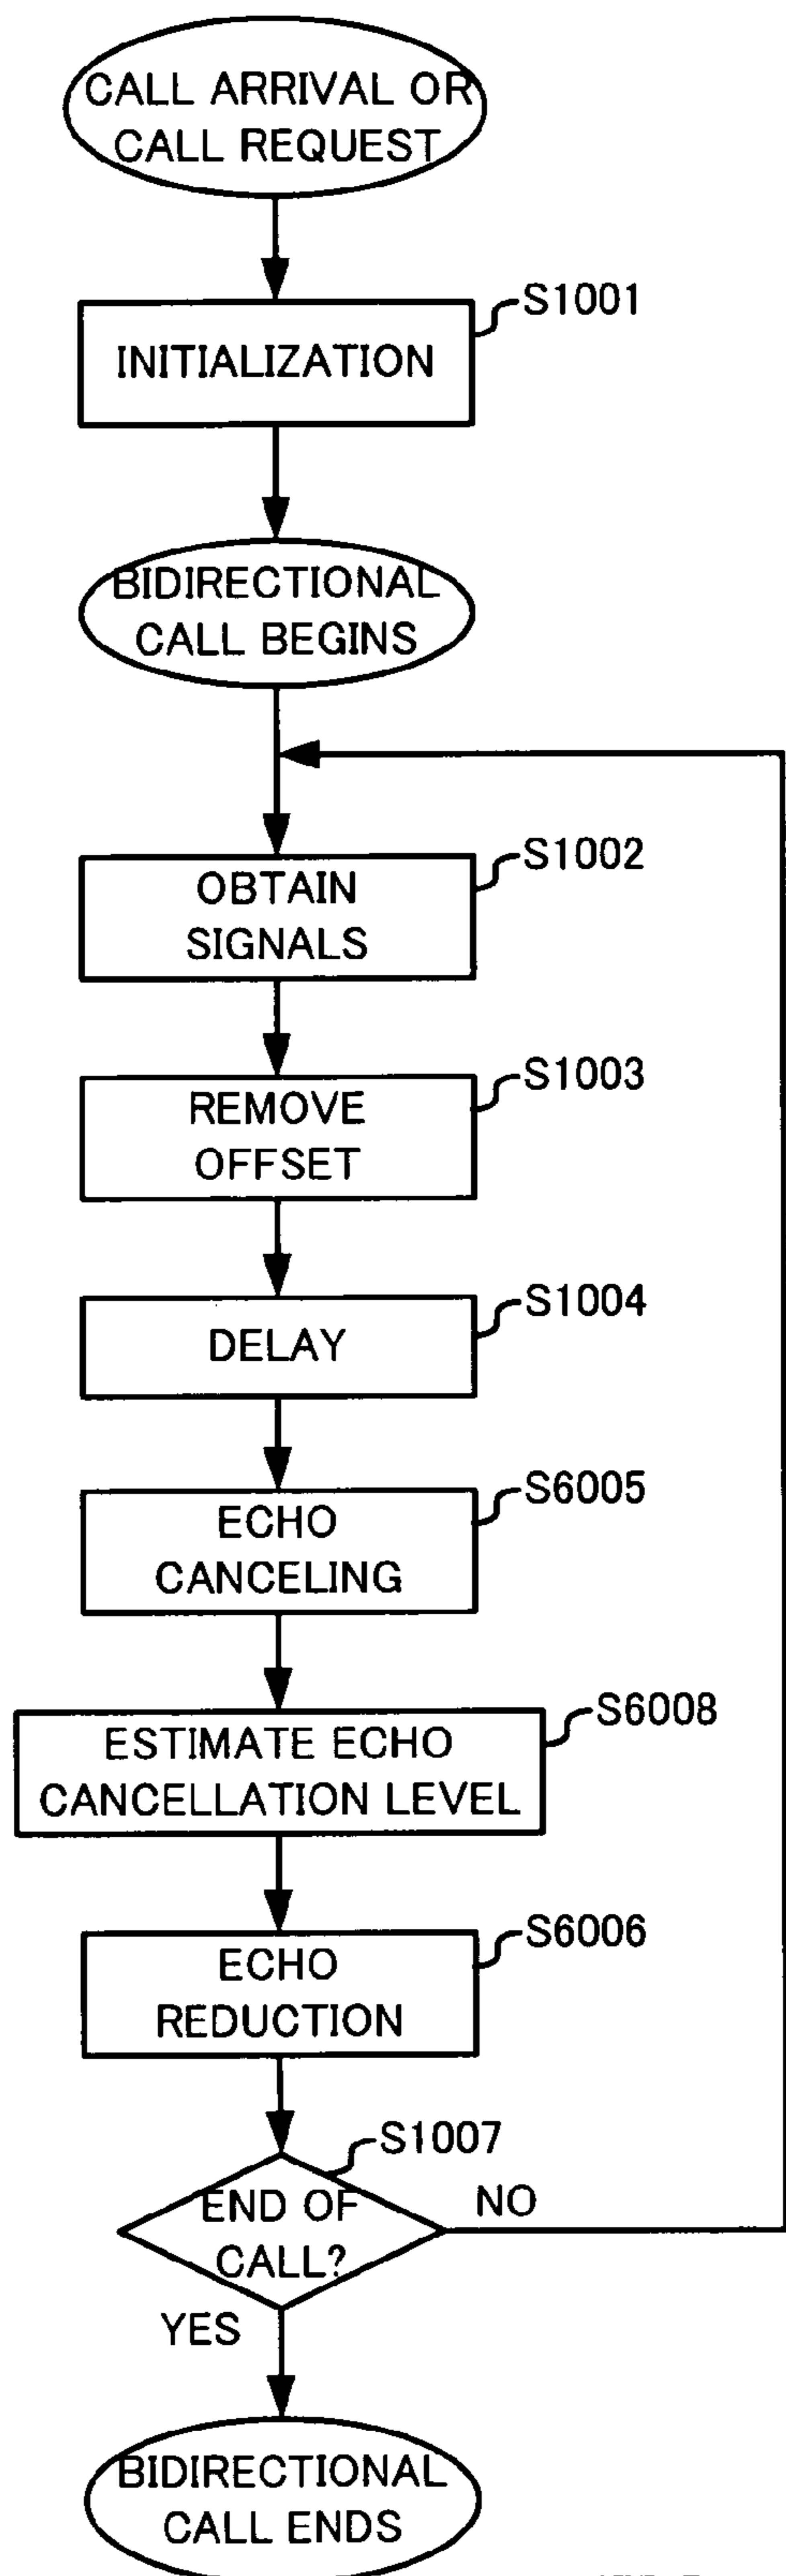 CALL ARRIVAL OR
CALL REQUEST
S1001
INITIALIZATION
BIDIRECTIONAL
CALL BEGINS
S1002
OBTAIN
SIGNALS
S1003
REMOVE
OFFSET
S1004
DELAY
S6005
ECHO
CANCELING
S6008
ESTIMATE ECHO
CANCELLATION LEVEL
S6006
ECHO
REDUCTION
S1007
END OF
CALL?
NO
YES
BIDIRECTIONAL
CALL ENDS